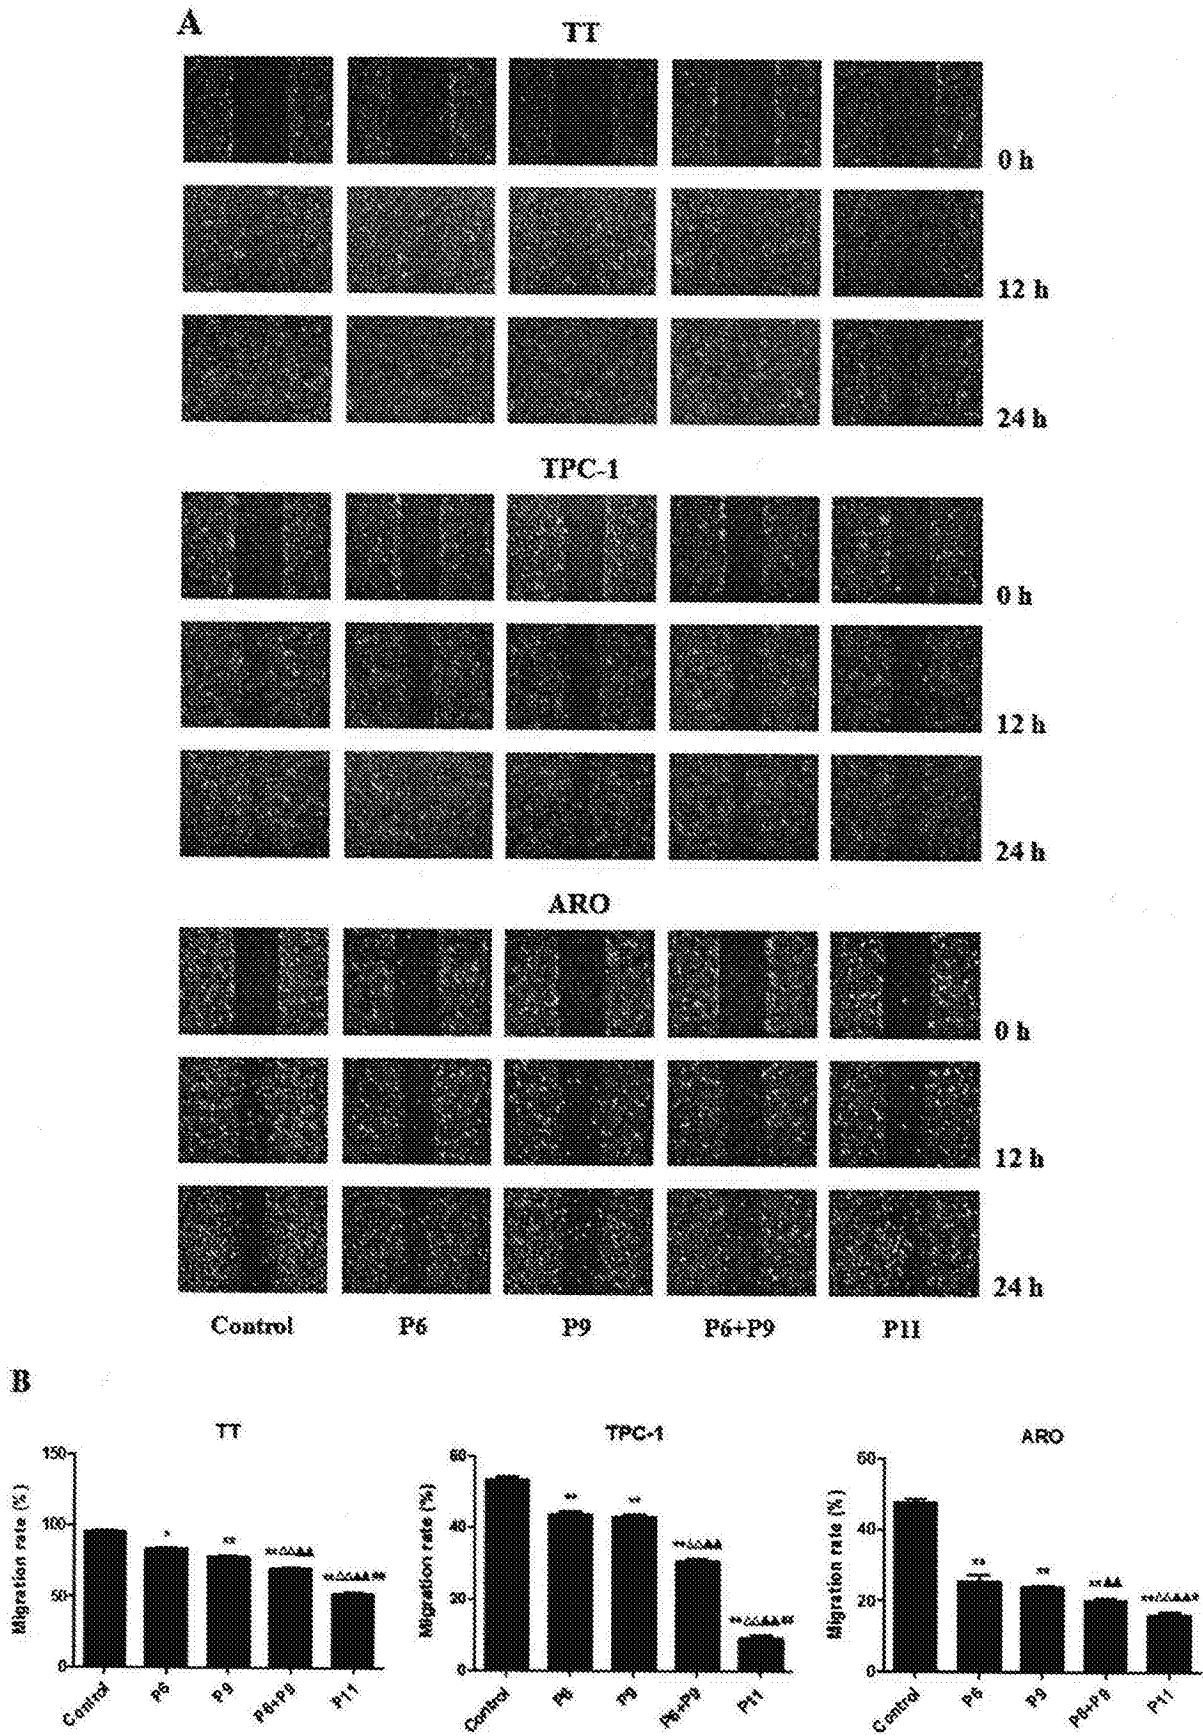 A
TT
0 h
12 h
24 h
TPC-1
0 h
12 h
24 h
ARO
0 h
12 h
24 h
Control P6 P9 P6+P9 P11
B
TT
Migration rate (%)
150
100
50
0
*
**
**△△▲▲
Control P6 P9 P6+P9 P11
TPC-1
Migration rate (%)
60
40
20
0
**
**
**△△▲▲
Control P6 P9 P6+P9 P11
ARO
Migration rate (%)
60
40
20
0
**
**
**▲▲
Control P6 P9 P6+P9 P11